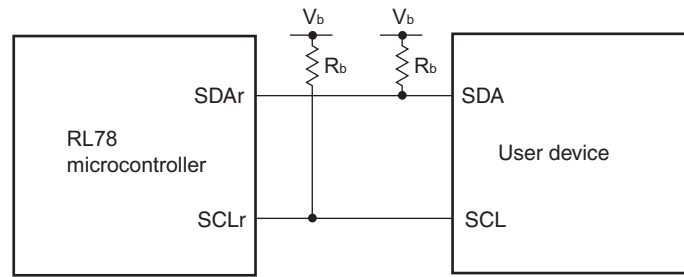 Vb
Vb
Rb
Rb
SDAr
SDA
RL78
microcontroller
User device
SCLr
SCL